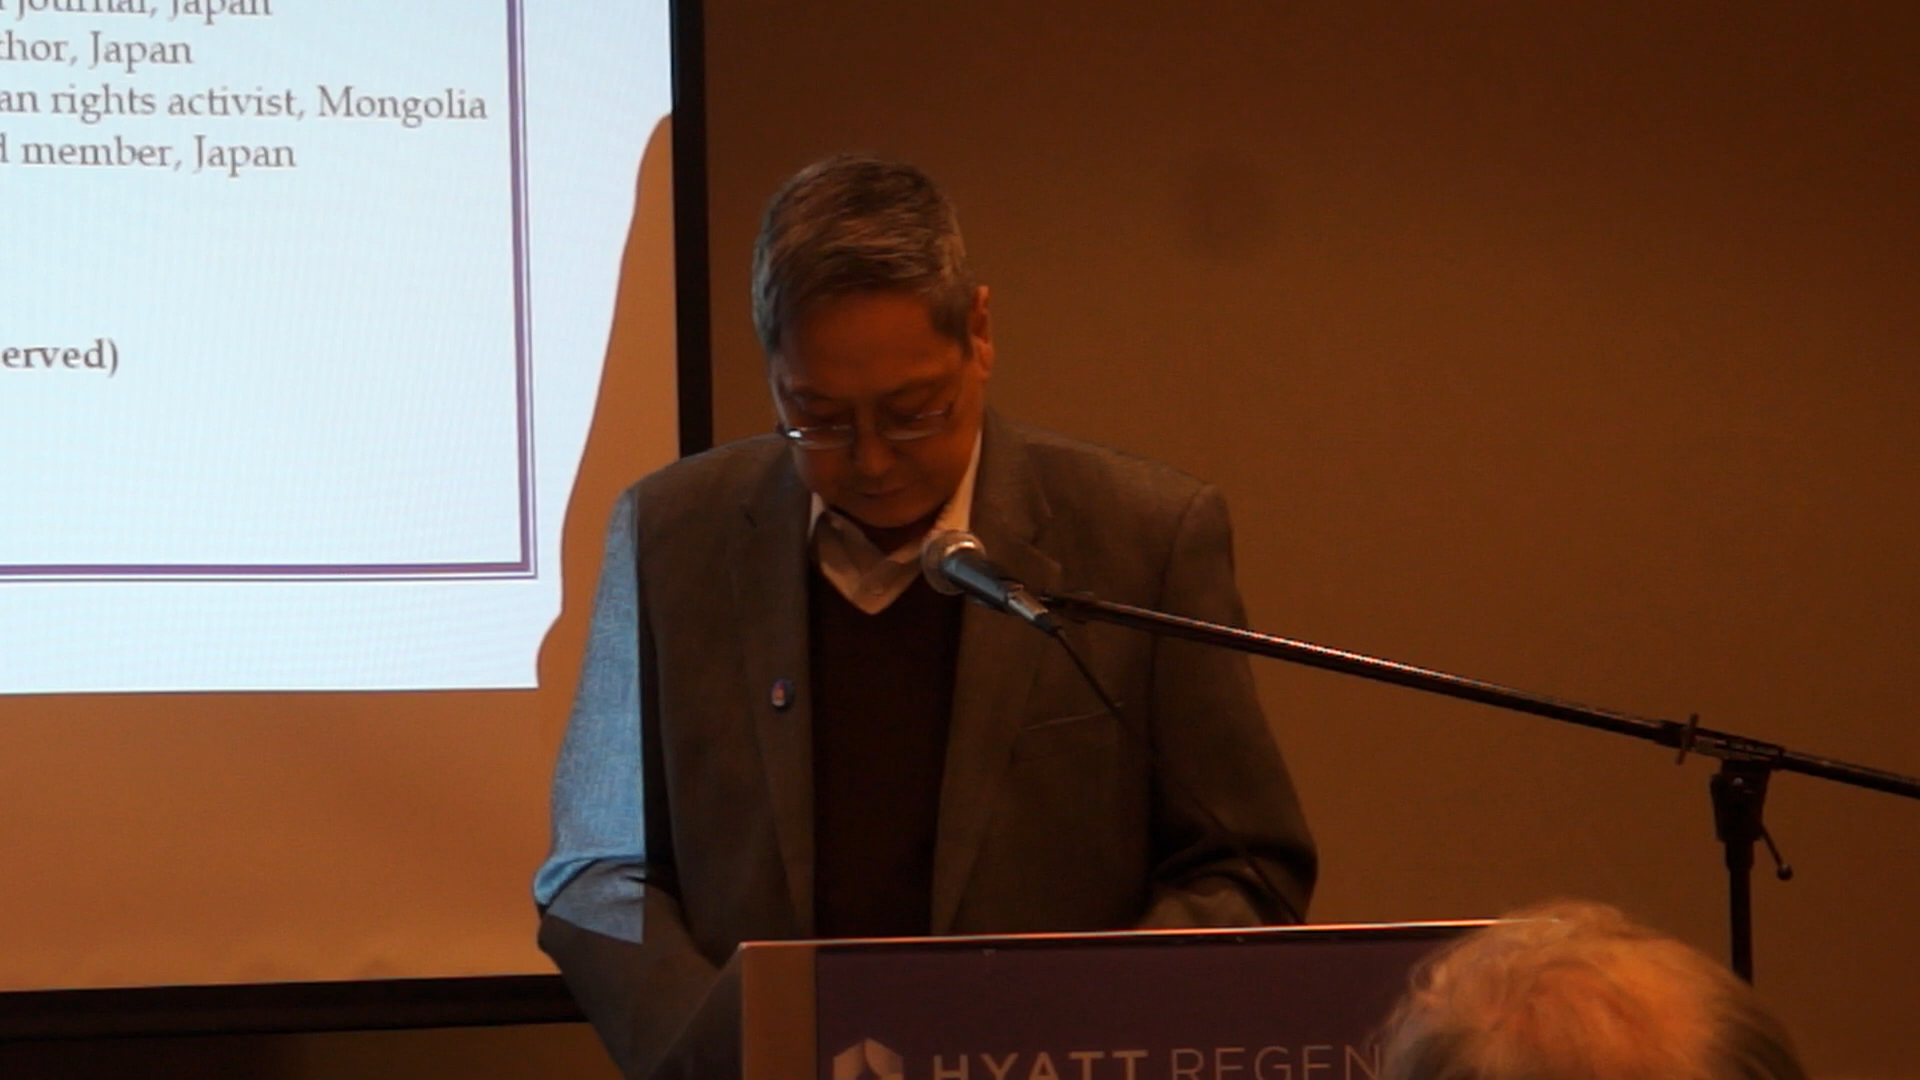 journal, Japan
thor, Japan
an rights activist, Mongolia
d member, Japan
erved)
HYATT REGEN